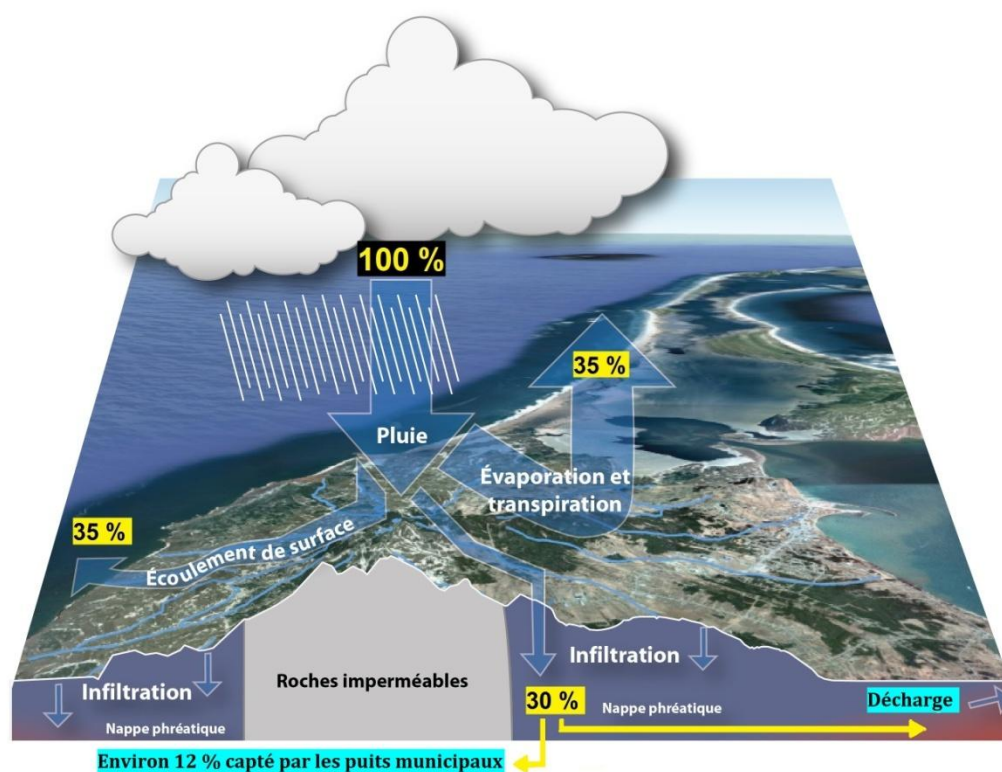 100 %
Pluie
35 %
Évaporation et
transpiration
35 %
Écoulement de surface
Infiltration
Nappe phréatique
Roches imperméables
Infiltration
30 %
Nappe phréatique
Décharge
Environ 12 % capté par les puits municipaux